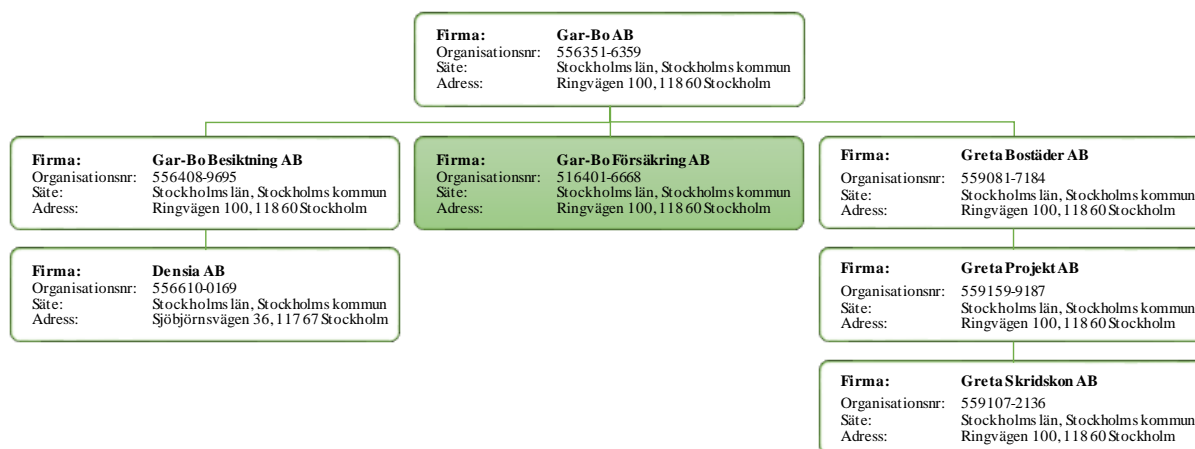 Firma: Gar-Bo AB
Organisationsnr: 556351-6359
Säte: Stockholms län, Stockholms kommun
Adress: Ringvägen 100, 118 60 Stockholm
Firma: Gar-Bo Besiktning AB
Organisationsnr: 556408-9695
Säte: Stockholms län, Stockholms kommun
Adress: Ringvägen 100, 118 60 Stockholm
Firma: Gar-Bo Försäkring AB
Organisationsnr: 516401-6668
Säte: Stockholms län, Stockholms kommun
Adress: Ringvägen 100, 118 60 Stockholm
Firma: Greta Bostäder AB
Organisationsnr: 559081-7184
Säte: Stockholms län, Stockholms kommun
Adress: Ringvägen 100, 118 60 Stockholm
Firma: Densia AB
Organisationsnr: 556610-0169
Säte: Stockholms län, Stockholms kommun
Adress: Sjöbjörnsvägen 36, 117 67 Stockholm
Firma: Greta Projekt AB
Organisationsnr: 559159-9187
Säte: Stockholms län, Stockholms kommun
Adress: Ringvägen 100, 118 60 Stockholm
Firma: Greta Skridskon AB
Organisationsnr: 559107-2136
Säte: Stockholms län, Stockholms kommun
Adress: Ringvägen 100, 118 60 Stockholm